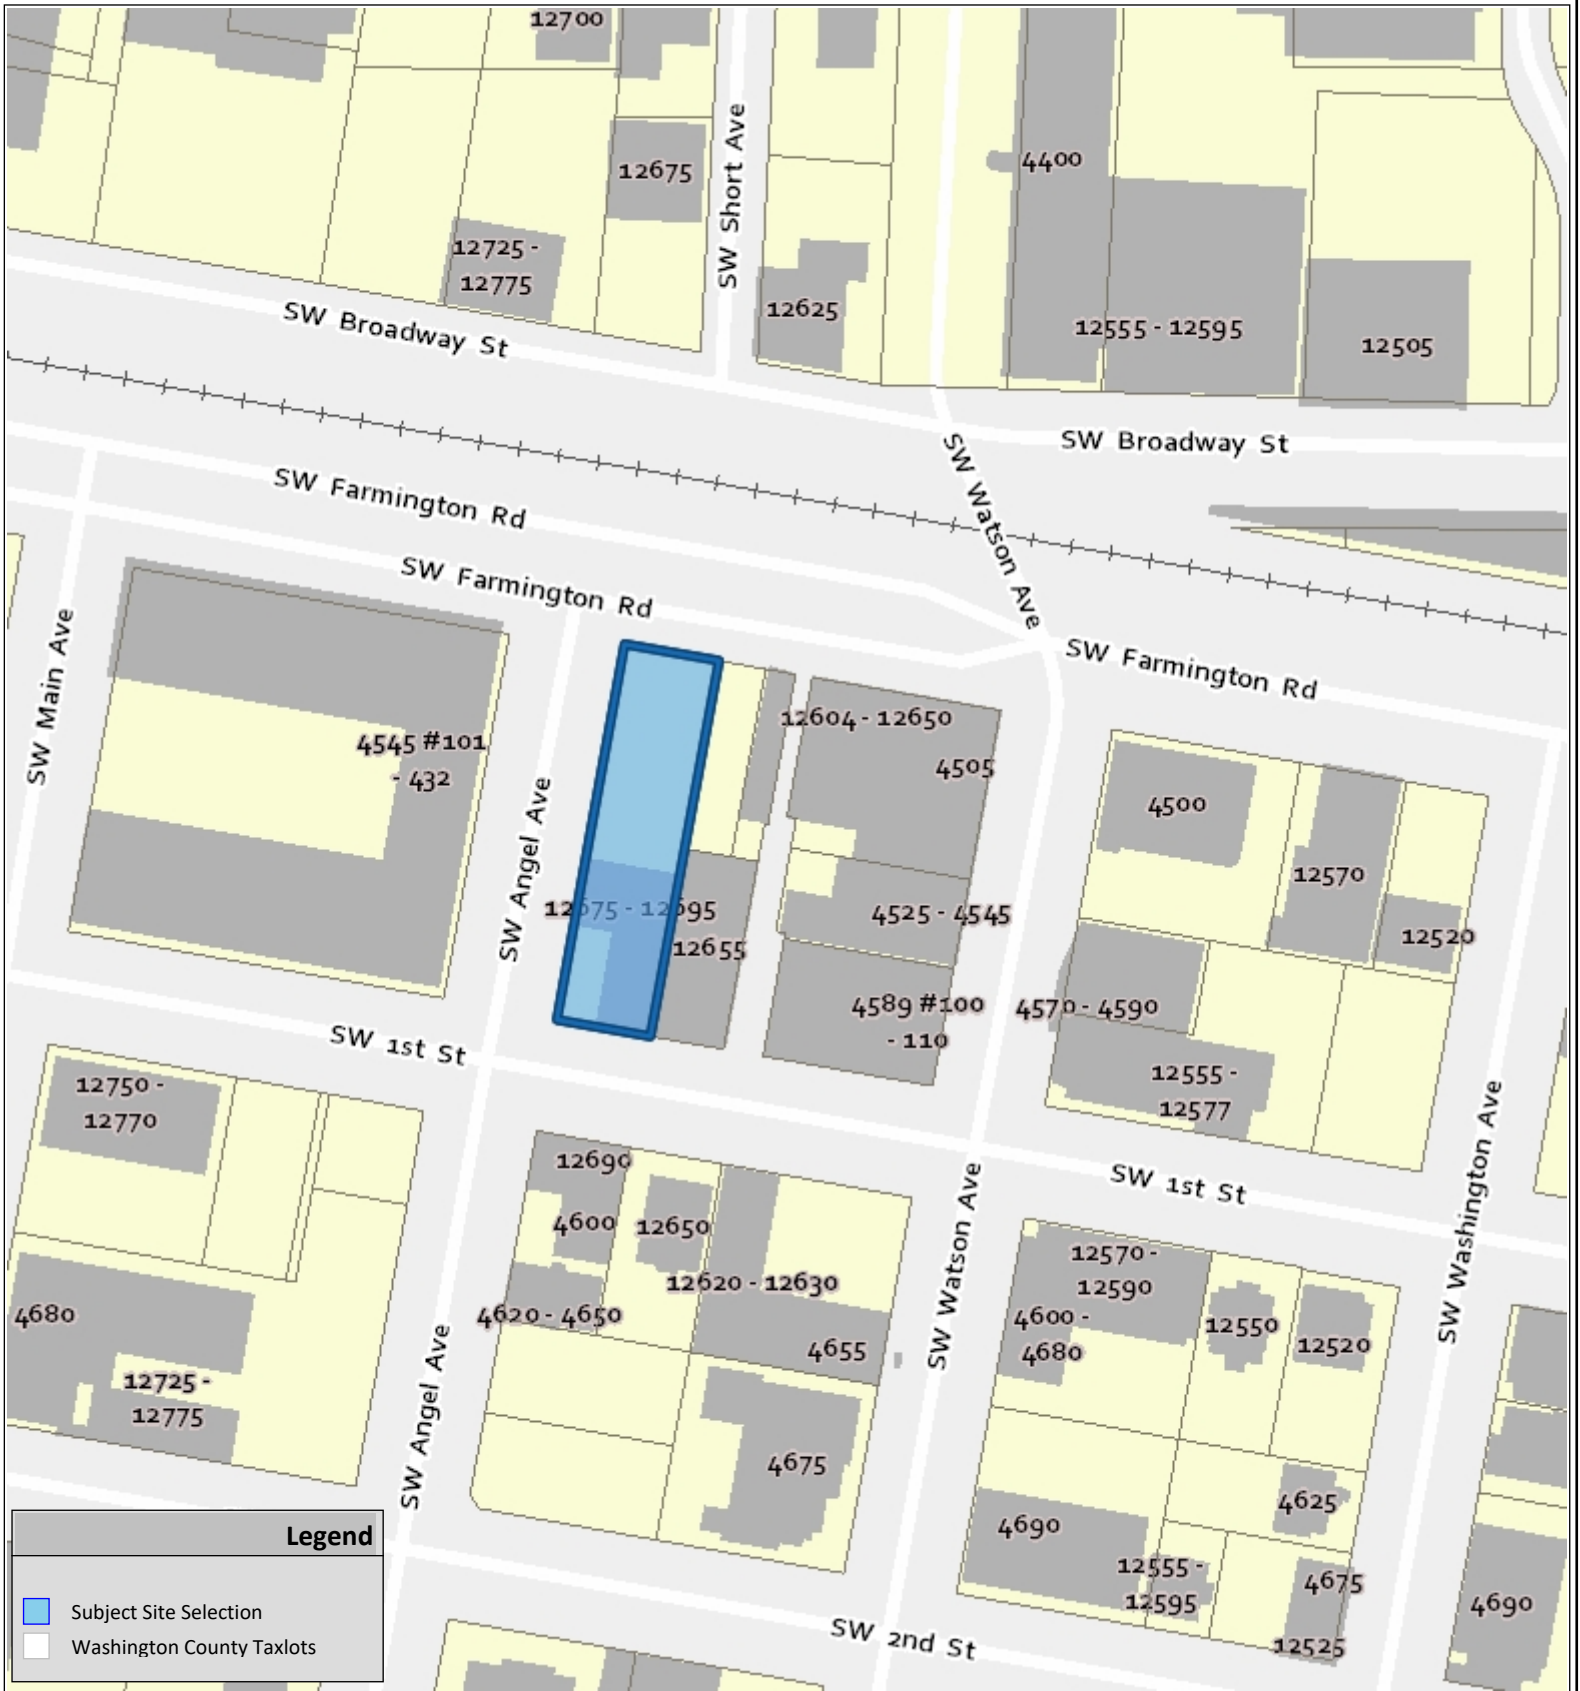 12700
SW Short Ave
12675
4400
12725 -
12775
12625
12555 - 12595
12505
SW Broadway St
SW Broadway St
SW Watson Ave
SW Farmington Rd
SW Farmington Rd
SW Farmington Rd
SW Main Ave
4545 #101
- 432
SW Angel Ave
12604 - 12650
4505
4500
12570
12520
12675 - 12695
12655
4525 - 4545
4589 #100
- 110
4570 - 4590
12555 -
12577
SW 1st St
12750 -
12770
SW 1st St
SW Washington Ave
12690
4600
12650
12620 - 12630
4620 - 4650
4655
SW Watson Ave
12570 -
12590
4600 -
4680
12550
12520
4680
12725 -
12775
SW Angel Ave
4675
4690
4625
12555 -
12595
4675
12525
4690
SW 2nd St
Legend
Subject Site Selection
Washington County Taxlots